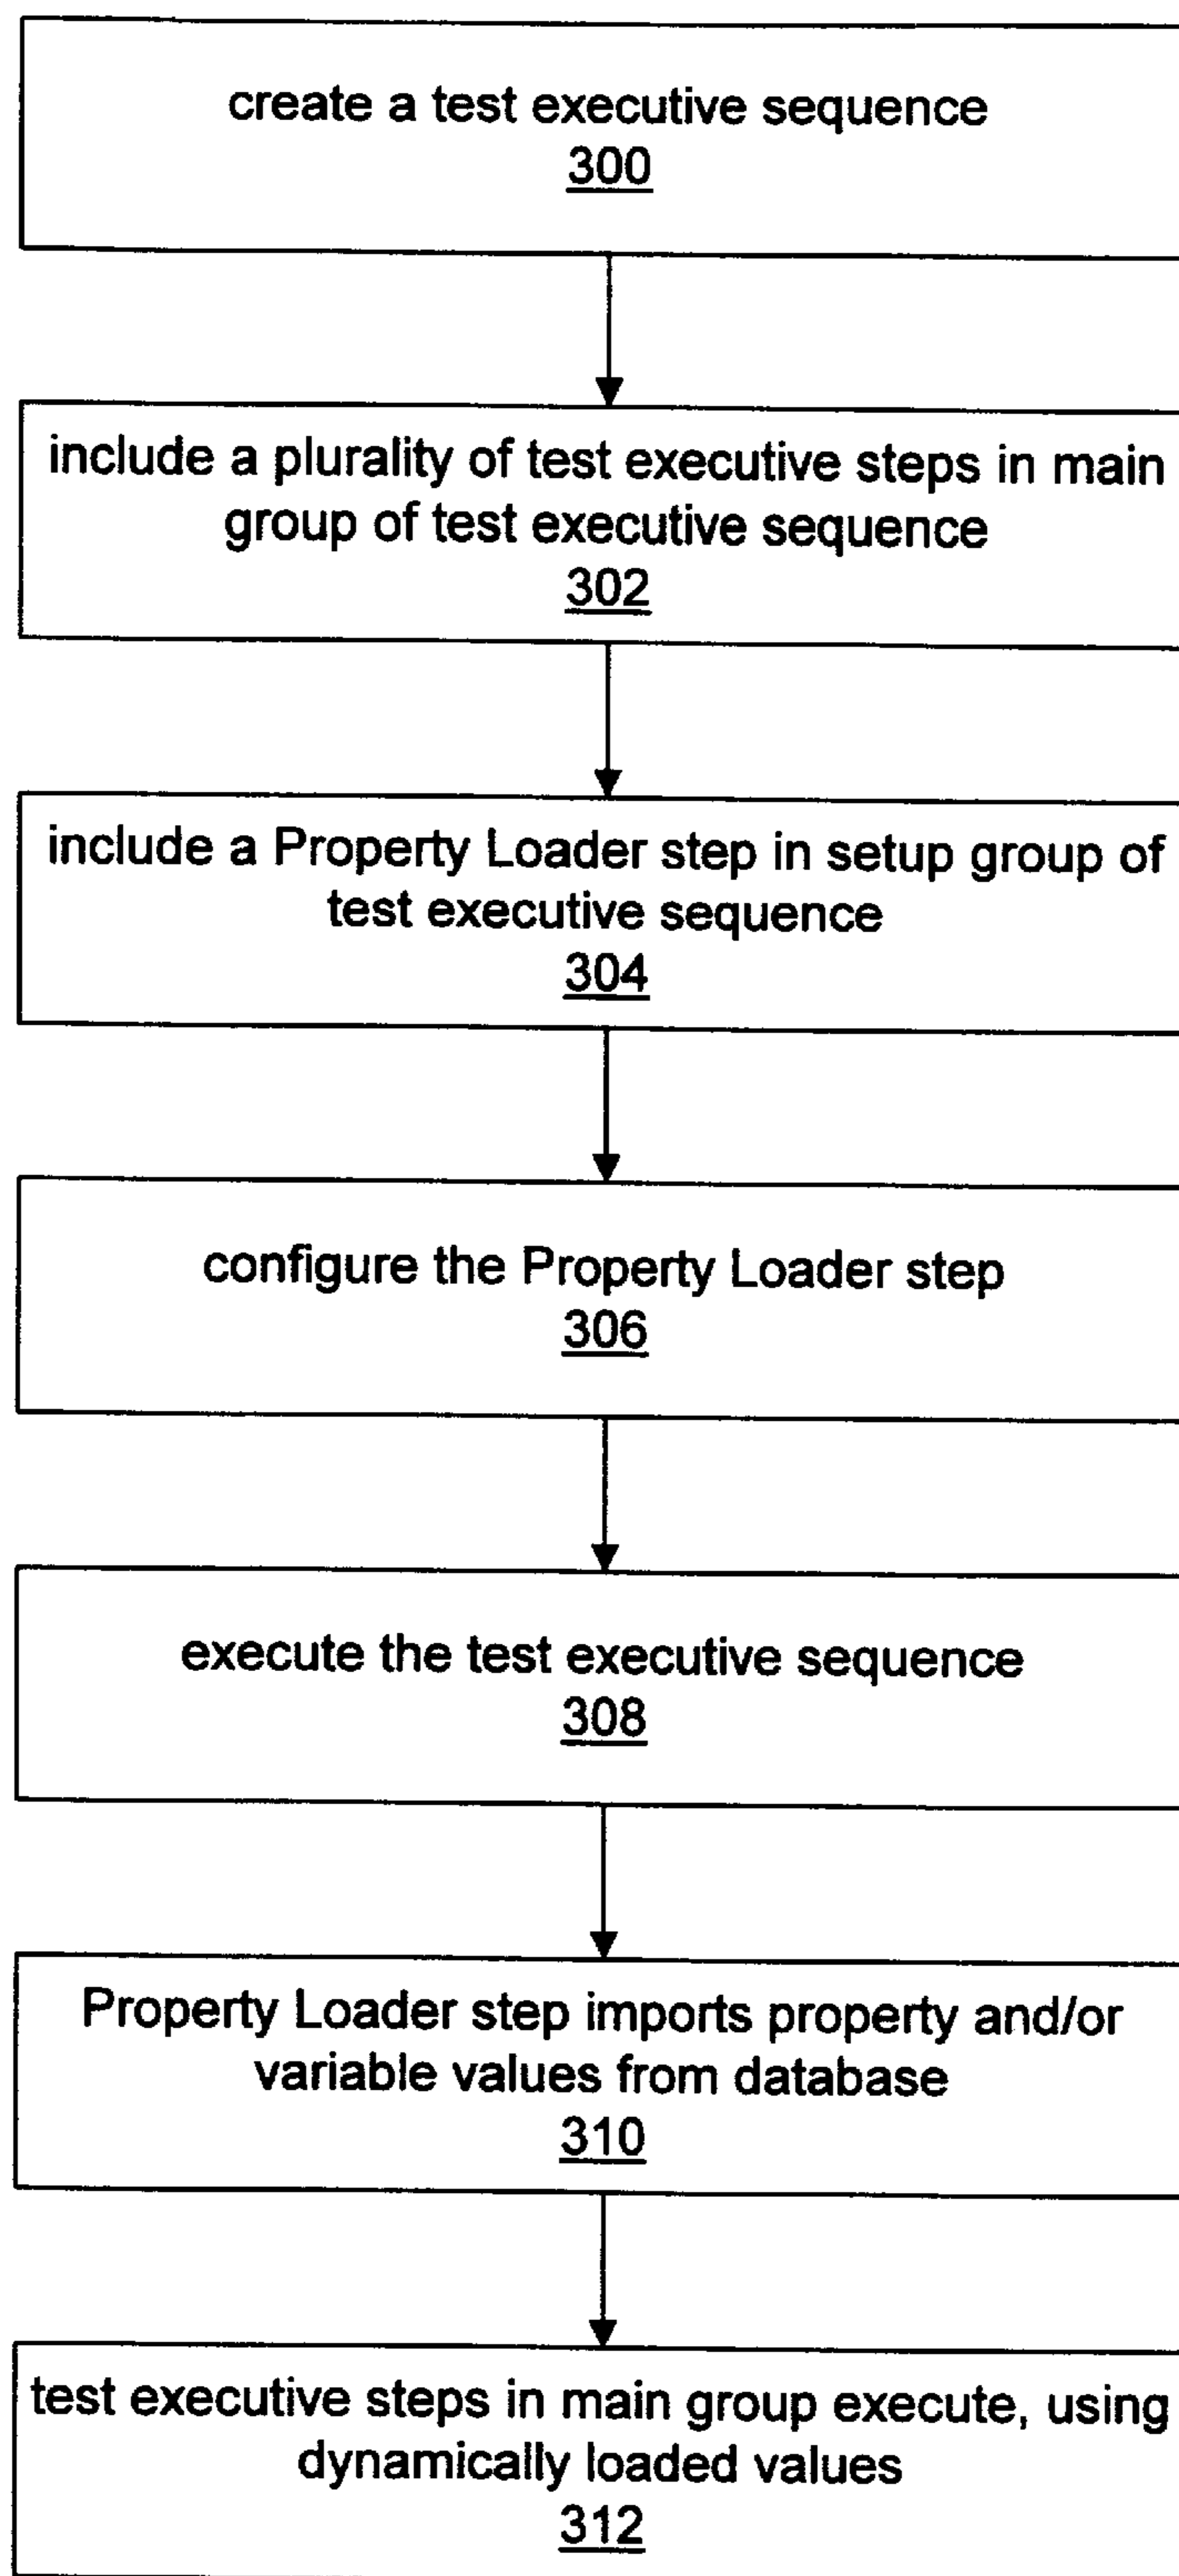 create a test executive sequence
300
include a plurality of test executive steps in main
group of test executive sequence
302
include a Property Loader step in setup group of
test executive sequence
304
configure the Property Loader step
306
execute the test executive sequence
308
Property Loader step imports property and/or
variable values from database
310
test executive steps in main group execute, using
dynamically loaded values
312